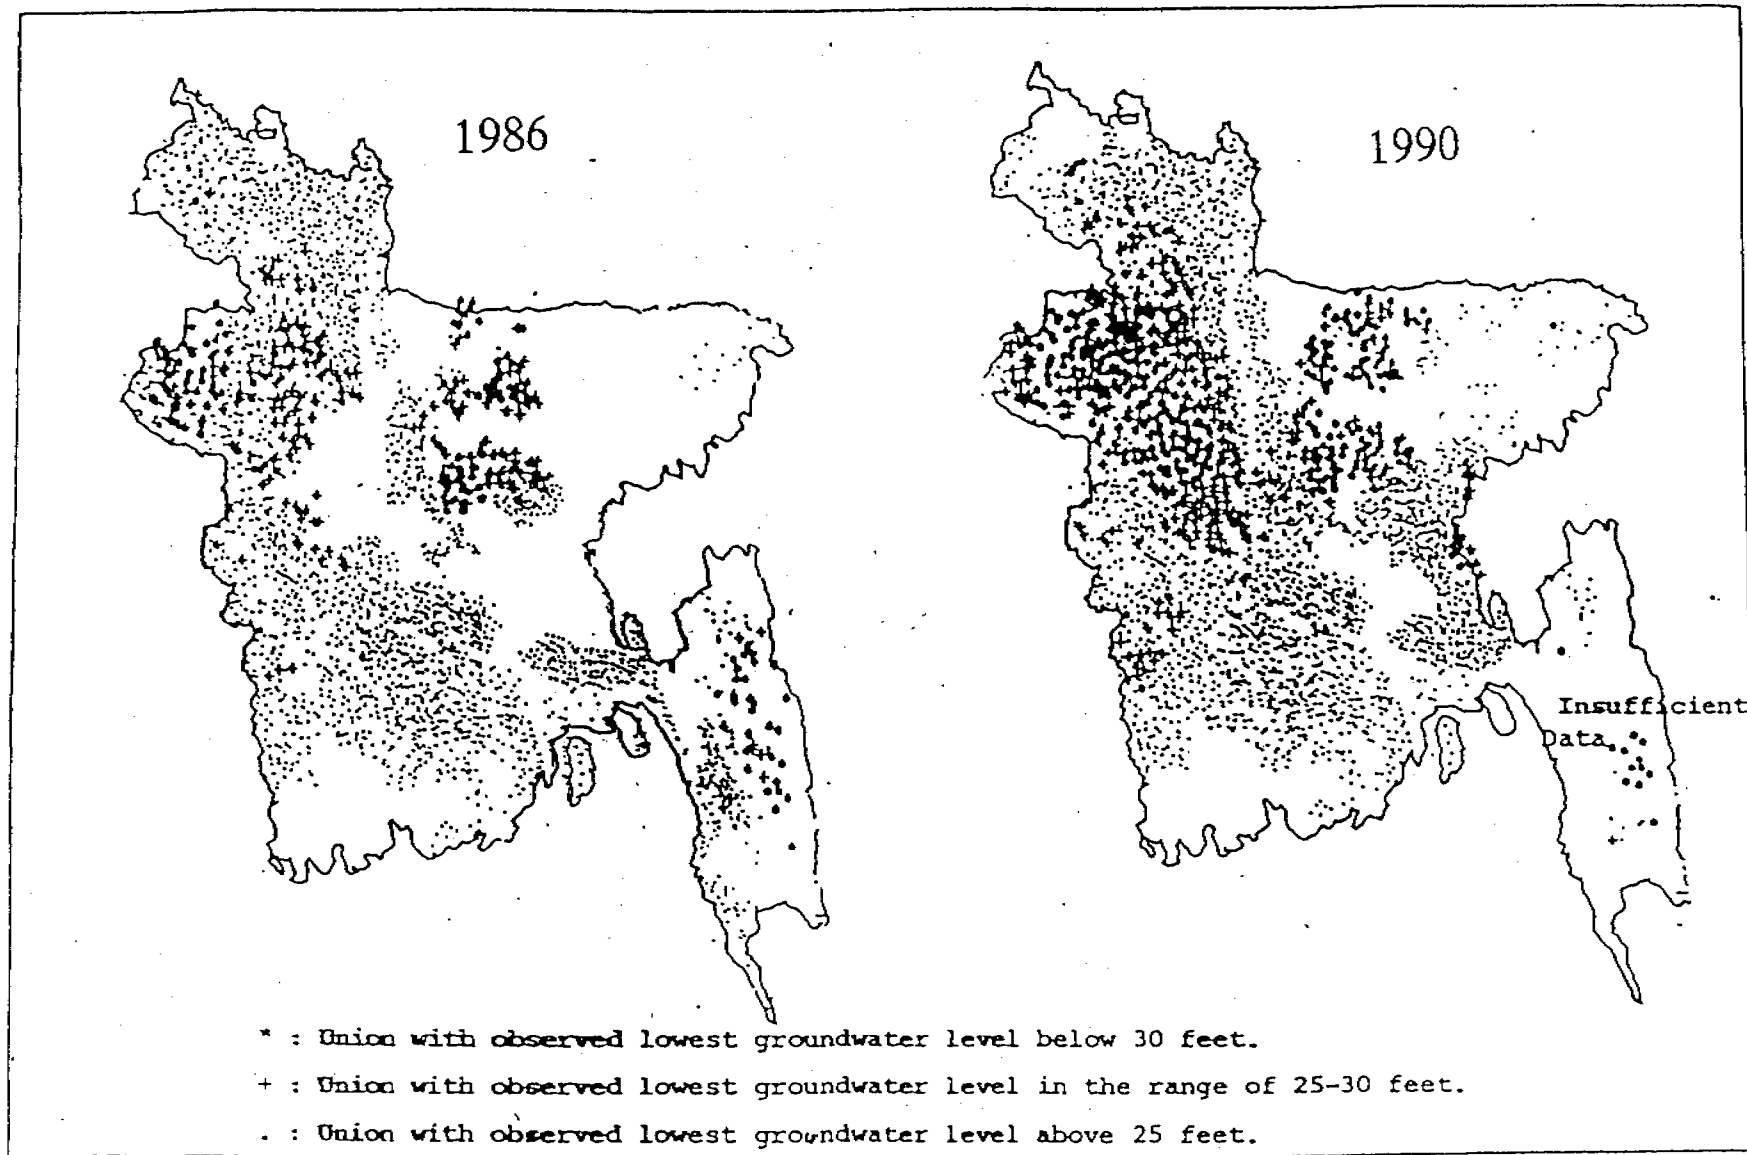 1986
1990
Insufficient
Data
* : Union with observed lowest groundwater level below 30 feet.
+ : Union with observed lowest groundwater level in the range of 25-30 feet.
. : Union with observed lowest groundwater level above 25 feet.